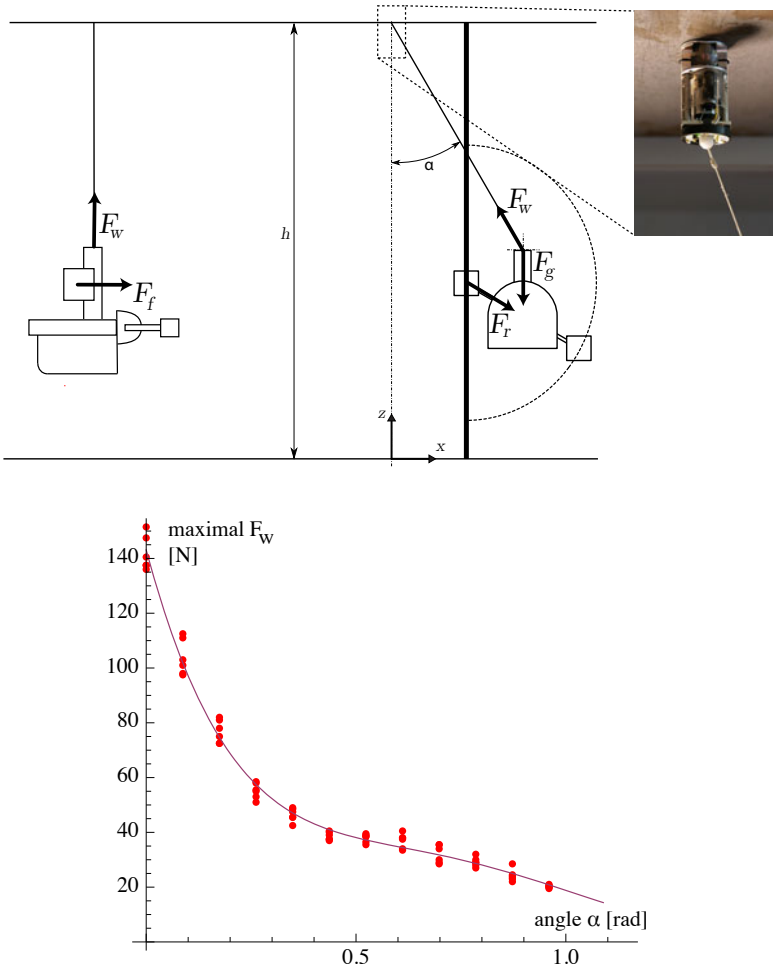 α
F_w
F_w
h
F_g
F_f
F_r
z
x
maximal F_w
[N]
140
120
100
80
60
40
20
angle α [rad]
0.5
1.0